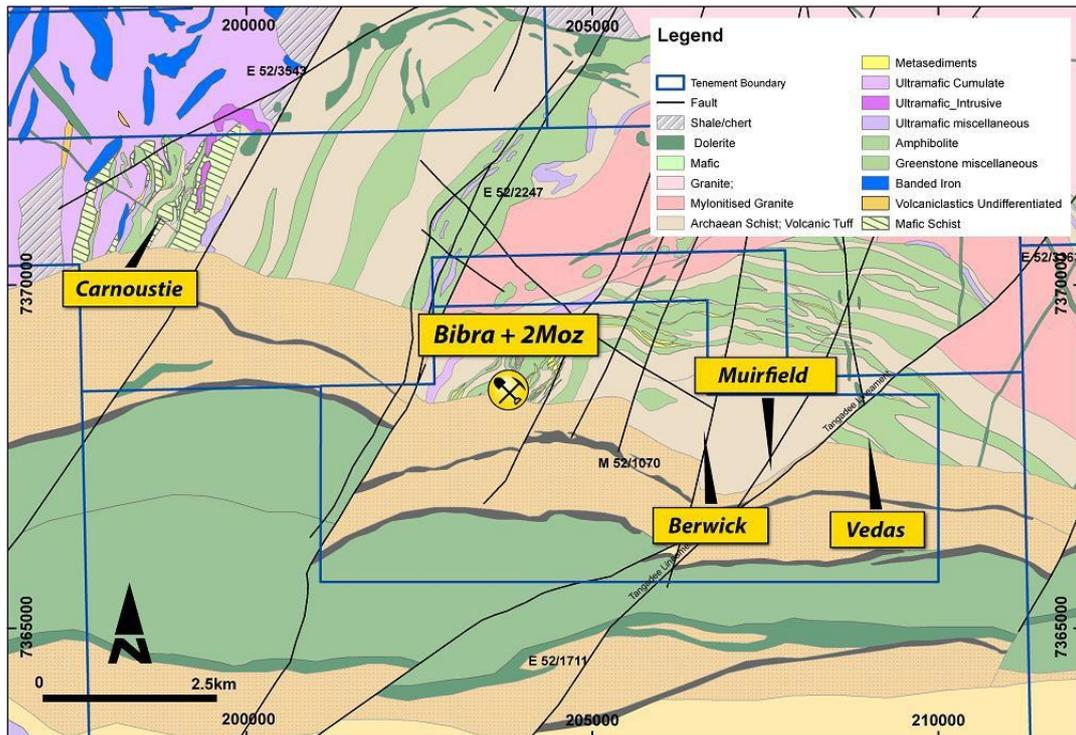 200000
205000
E 52/3543
Legend
Tenement Boundary
Fault
Shale/chert
Dolerite
Mafic
Granite;
Mylonitised Granite
Archaean Schist; Volcanic Tuff
Metasediments
Ultramafic Cumulate
Ultramafic_Intrusive
Ultramafic miscellaneous
Amphibolite
Greenstone miscellaneous
Banded Iron
Volcaniclastics Undifferentiated
Mafic Schist
E 52/2247
7370000
7370000
Carnoustie
Bibra + 2Moz
Muirfield
Tangadee Lineament
M 52/1070
Berwick
Vedas
Tangadee Lineament
7365000
7365000
N
E 52/1711
0
2.5km
200000
205000
210000